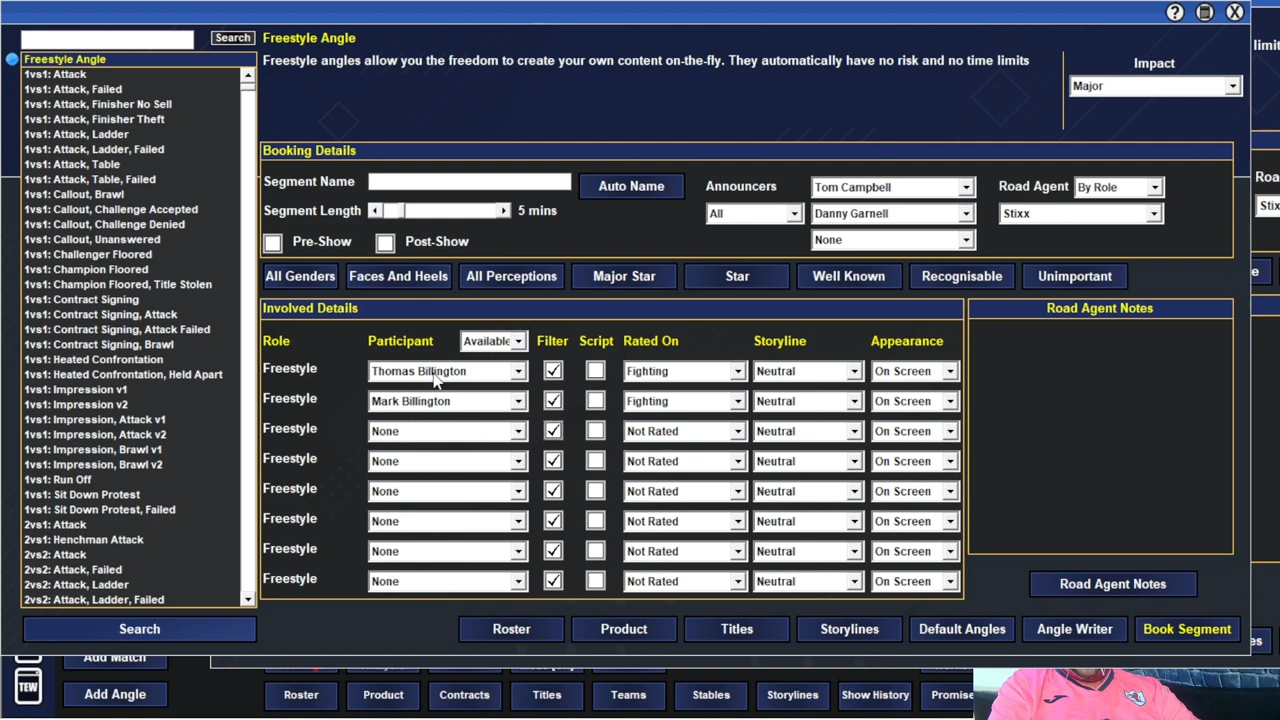 Search
Freestyle Angle
1vs1: Attack
1vs1: Attack, Failed
1vs1: Attack, Finisher No Sell
1vs1: Attack, Finisher Theft
1vs1: Attack, Ladder
1vs1: Attack, Ladder, Failed
1vs1: Attack, Table
1vs1: Attack, Table, Failed
1vs1: Callout, Brawl
1vs1: Callout, Challenge Accepted
1vs1: Callout, Challenge Denied
1vs1: Callout, Unanswered
1vs1: Challenger Floored
1vs1: Champion Floored
1vs1: Champion Floored, Title Stolen
1vs1: Contract Signing
1vs1: Contract Signing, Attack
1vs1: Contract Signing, Attack Failed
1vs1: Contract Signing, Brawl
1vs1: Heated Confrontation
1vs1: Heated Confrontation, Held Apart
1vs1: Impression v1
1vs1: Impression v2
1vs1: Impression, Attack v1
1vs1: Impression, Attack v2
1vs1: Impression, Brawl v1
1vs1: Impression, Brawl v2
1vs1: Run Off
1vs1: Sit Down Protest
1vs1: Sit Down Protest, Failed
2vs1: Attack
2vs1: Henchman Attack
2vs2: Attack
2vs2: Attack, Failed
2vs2: Attack, Ladder
2vs2: Attack, Ladder, Failed
Search
Freestyle Angle
Freestyle angles allow you the freedom to create your own content on-the-fly. They automatically have no risk and no time limits
Impact
Major
Booking Details
Segment Name Auto Name Announcers Tom Campbell Road Agent By Role
Segment Length 5 mins All Danny Garnell Stixx
Pre-Show Post-Show None
All Genders Faces And Heels All Perceptions Major Star Star Well Known Recognisable Unimportant
Involved Details
Role Participant Available Filter Script Rated On Storyline Appearance
Freestyle Thomas Billington Fighting Neutral On Screen
Freestyle Mark Billington Fighting Neutral On Screen
Freestyle None Not Rated Neutral On Screen
Freestyle None Not Rated Neutral On Screen
Freestyle None Not Rated Neutral On Screen
Freestyle None Not Rated Neutral On Screen
Freestyle None Not Rated Neutral On Screen
Freestyle None Not Rated Neutral On Screen
Road Agent Notes
Road Agent Notes
Roster Product Titles Storylines Default Angles Angle Writer Book Segment
Add Match
TEW Add Angle Roster Product Contracts Titles Teams Stables Storylines Show History Promise
limit
Roa
Stix